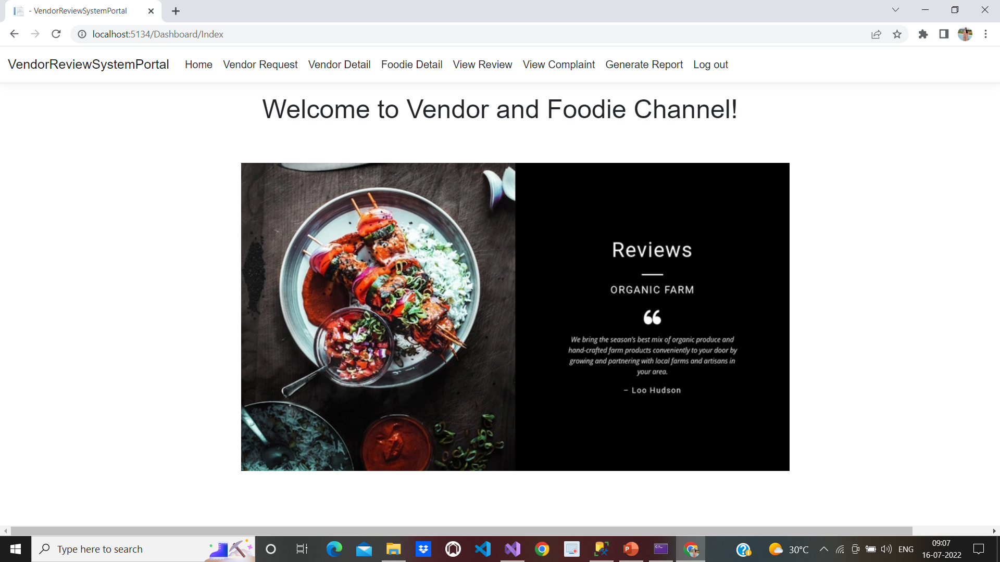 - VendorReviewSystemPortal
localhost:5134/Dashboard/Index
VendorReviewSystemPortal Home Vendor Request Vendor Detail Foodie Detail View Review View Complaint Generate Report Log out
Welcome to Vendor and Foodie Channel!
Reviews
ORGANIC FARM
“
We bring the season's best mix of organic produce and
hand-crafted farm products conveniently to your door by
growing and partnering with local farms and artisans in
your area.
– Loo Hudson
Type here to search
30°C
ENG
09:07
16-07-2022